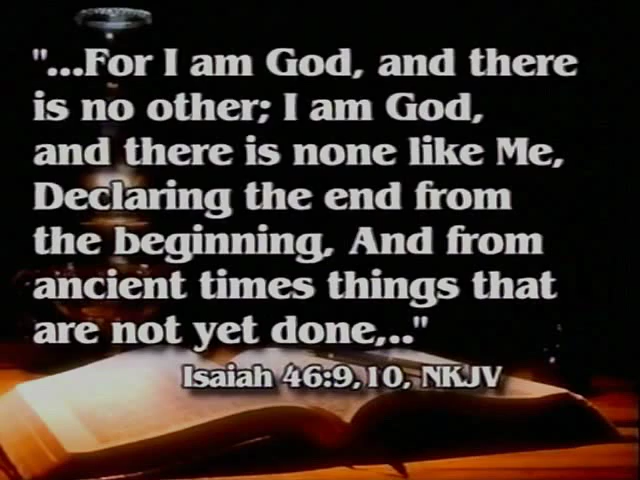 "...For I am God, and there
is no other; I am God,
and there is none like Me,
Declaring the end from
the beginning, And from
ancient times things that
are not yet done,.."
Isaiah 46:9,10, NKJV